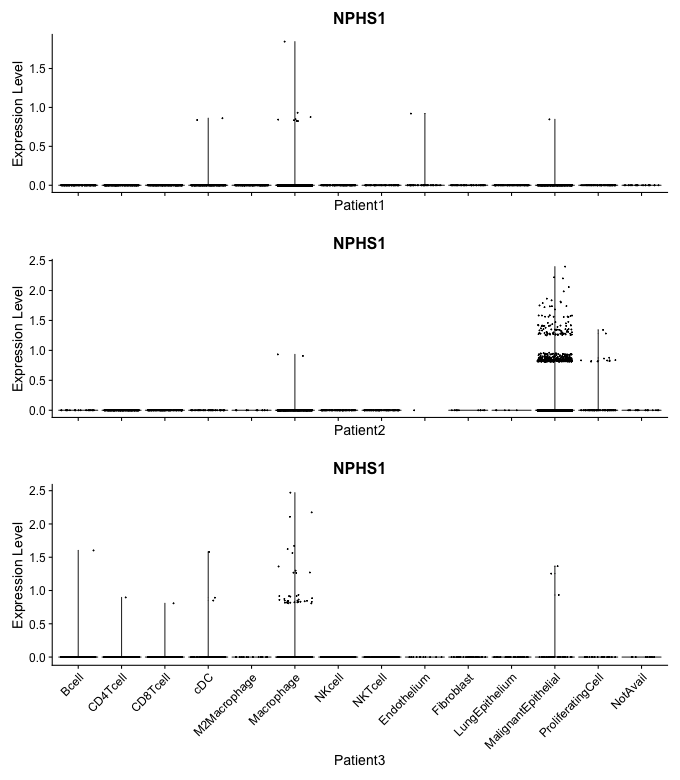 NPHS1
Expression Level
1.5
1.0
0.5
0.0
Patient1
NPHS1
Expression Level
2.5
2.0
1.5
1.0
0.5
0.0
Patient2
NPHS1
Expression Level
2.5
2.0
1.5
1.0
0.5
0.0
Bcell
CD4Tcell
CD8Tcell
cDC
M2Macrophage
Macrophage
NKcell
NKTcell
Endothelium
Fibroblast
LungEpithelium
MalignantEpithelial
ProliferatingCell
NotAvail
Patient3